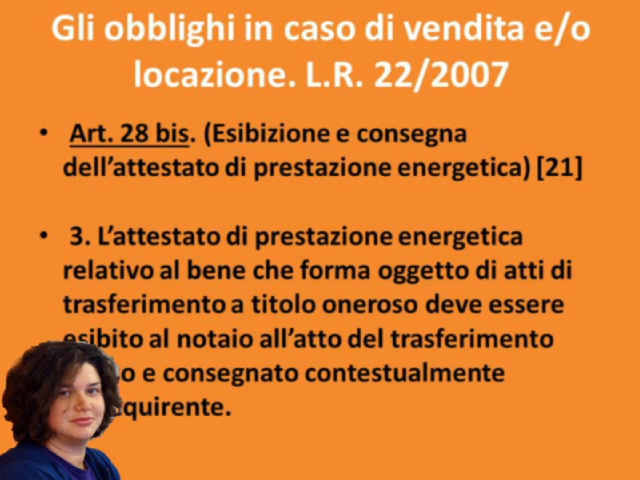 Gli obblighi in caso di vendita e/o
locazione. L.R. 22/2007
• Art. 28 bis. (Esibizione e consegna
dell’attestato di prestazione energetica) [21]
• 3. L’attestato di prestazione energetica
relativo al bene che forma oggetto di atti di
trasferimento a titolo oneroso deve essere
esibito al notaio all’atto del trasferimento
e consegnato contestualmente